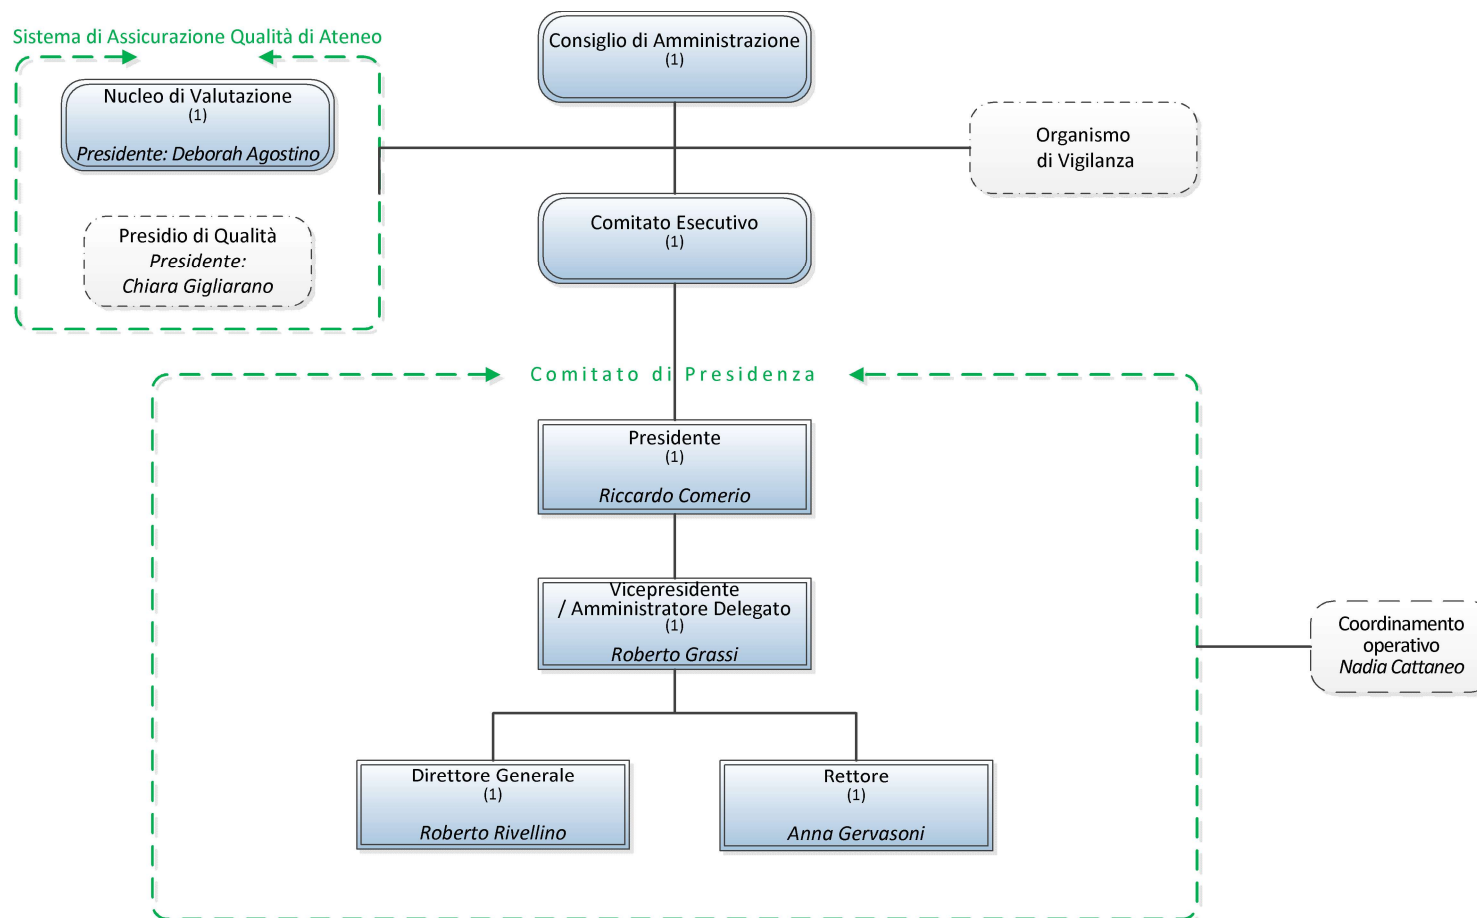 Sistema di Assicurazione Qualità di Ateneo
Consiglio di Amministrazione
(1)
Nucleo di Valutazione
(1)
Presidente: Deborah Agostino
Organismo
di Vigilanza
Presidio di Qualità
Presidente:
Chiara Gigliarano
Comitato Esecutivo
(1)
Comitato di Presidenza
Presidente
(1)
Riccardo Comerio
Vicepresidente
/ Amministratore Delegato
(1)
Roberto Grassi
Coordinamento
operativo
Nadia Cattaneo
Direttore Generale
(1)
Roberto Rivellino
Rettore
(1)
Anna Gervasoni